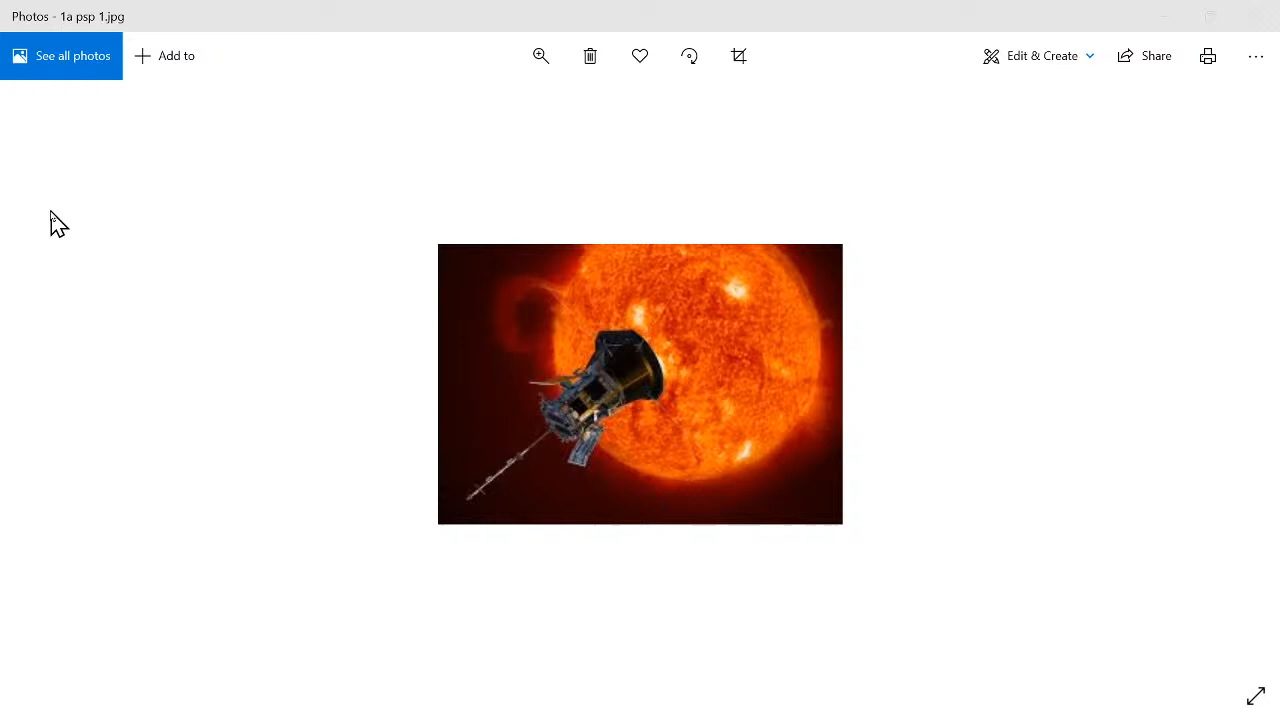 Photos - 1a psp 1.jpg
See all photos
Add to
Edit & Create
Share